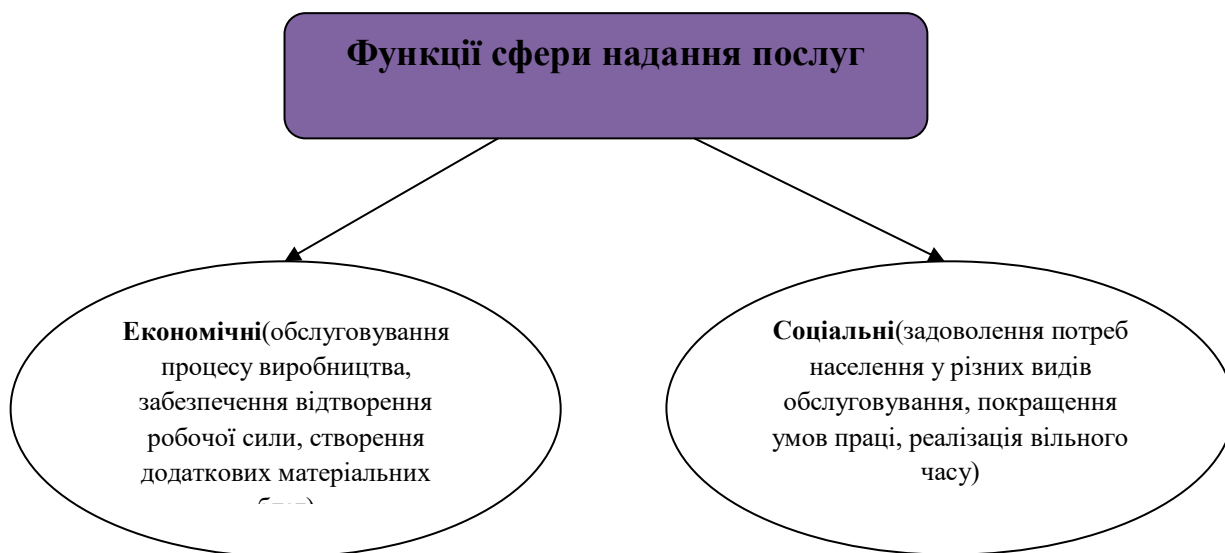 Функції сфери надання послуг
Економічні(обслуговування
процесу виробництва,
забезпечення відтворення
робочої сили, створення
додаткових матеріальних
Соціальні(задоволення потреб
населення у різних видів
обслуговування, покращення
умов праці, реалізація вільного
часу)